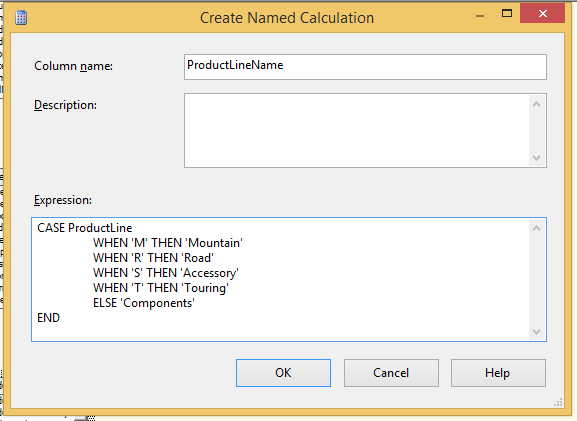 Create Named Calculation
Column name:
ProductLineName
Description:
Expression:
CASE ProductLine
WHEN 'M' THEN 'Mountain'
WHEN 'R' THEN 'Road'
WHEN 'S' THEN 'Accessory'
WHEN 'T' THEN 'Touring'
ELSE 'Components'
END
OK
Cancel
Help